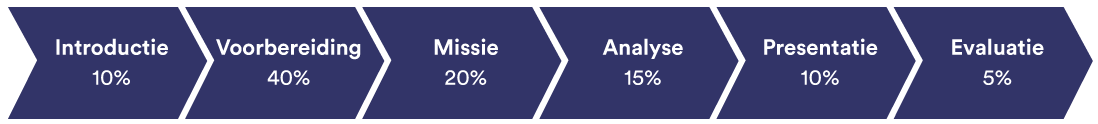 Introductie
10%
Voorbereiding
40%
Missie
20%
Analyse
15%
Presentatie
10%
Evaluatie
5%